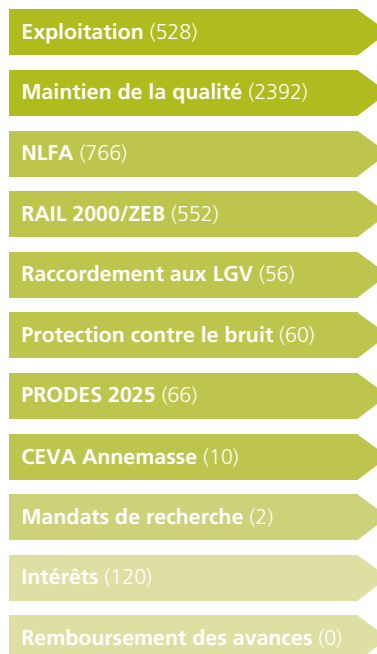 Exploitation (528)
Maintien de la qualité (2392)
NLFA (766)
RAIL 2000/ZEB (552)
Raccordement aux LGV (56)
Protection contre le bruit (60)
PRODES 2025 (66)
CEVA Annemasse (10)
Mandats de recherche (2)
Intérêts (120)
Remboursement des avances (0)